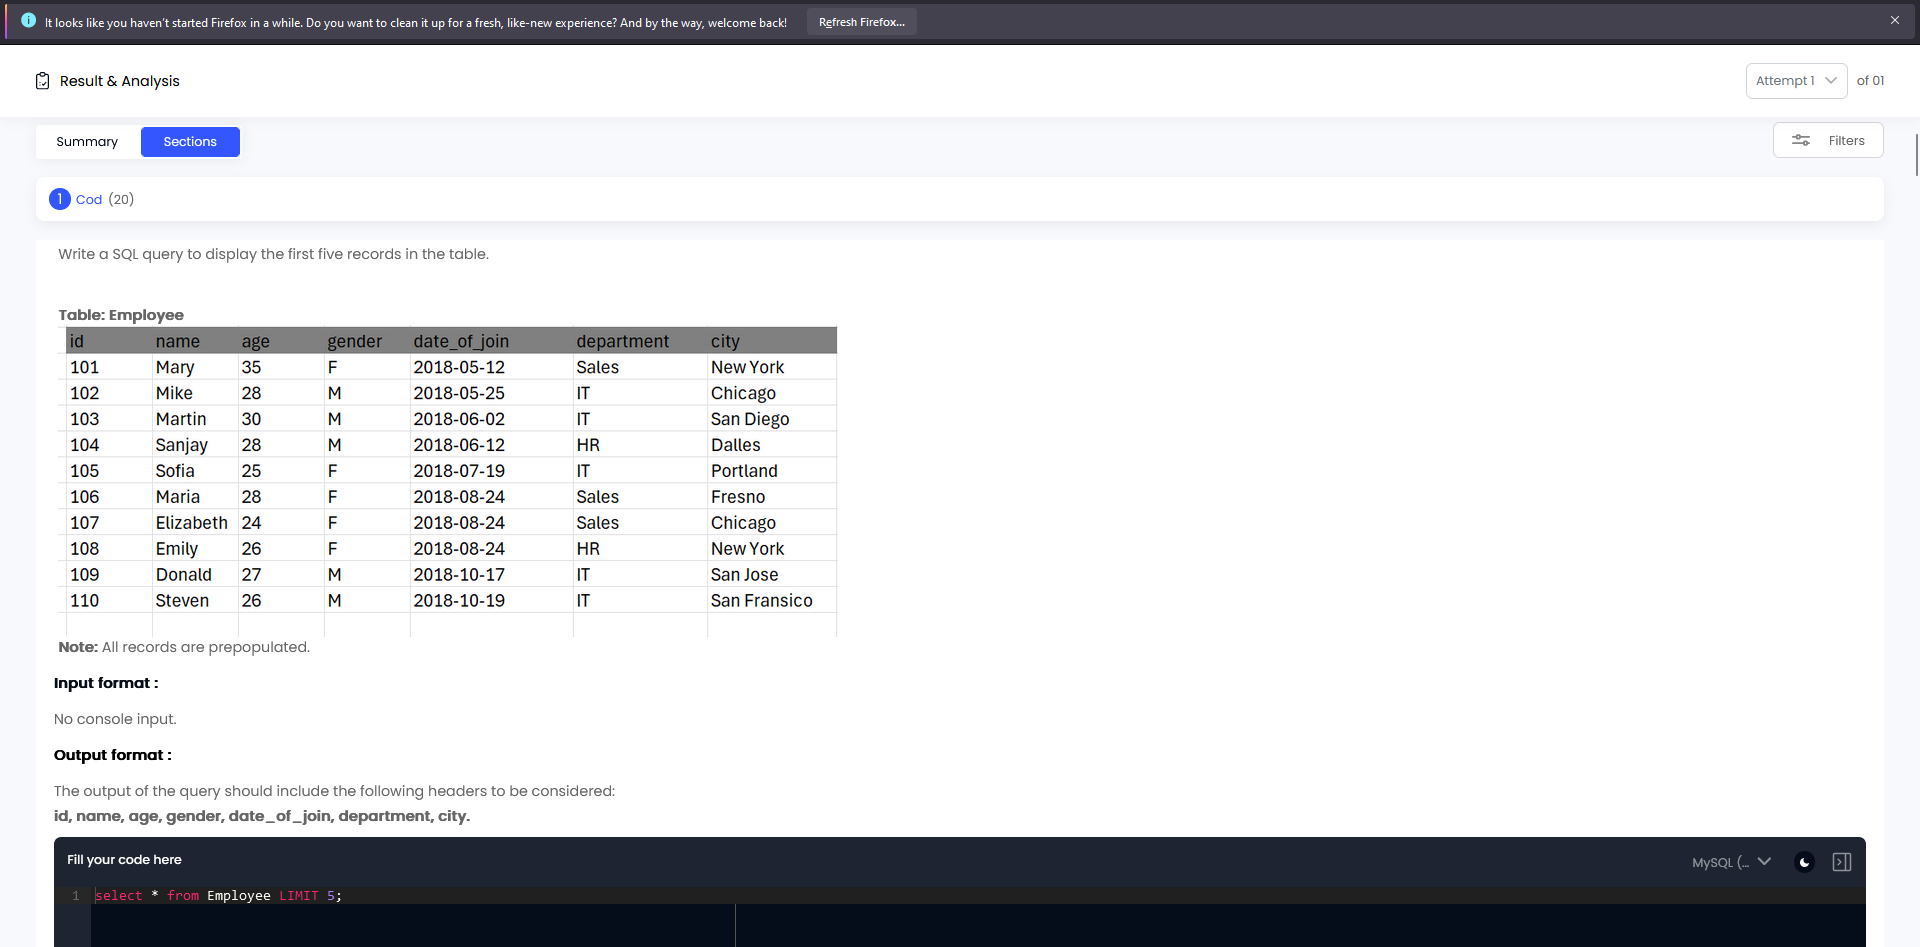 It looks like you haven't started Firefox in a while. Do you want to clean it up for a fresh, like-new experience? And by the way, welcome back! Refresh Firefox...
Result & Analysis
Attempt 1 of 01
Summary Sections Filters
1 Cod (20)
Write a SQL query to display the first five records in the table.
Table: Employee
id name age gender date_of_join department city
101 Mary 35 F 2018-05-12 Sales New York
102 Mike 28 M 2018-05-25 IT Chicago
103 Martin 30 M 2018-06-02 IT San Diego
104 Sanjay 28 M 2018-06-12 HR Dalles
105 Sofia 25 F 2018-07-19 IT Portland
106 Maria 28 F 2018-08-24 Sales Fresno
107 Elizabeth 24 F 2018-08-24 Sales Chicago
108 Emily 26 F 2018-08-24 HR New York
109 Donald 27 M 2018-10-17 IT San Jose
110 Steven 26 M 2018-10-19 IT San Fransico
Note: All records are prepopulated.
Input format :
No console input.
Output format :
The output of the query should include the following headers to be considered:
id, name, age, gender, date_of_join, department, city.
Fill your code here MySQL (...
1 select * from Employee LIMIT 5;